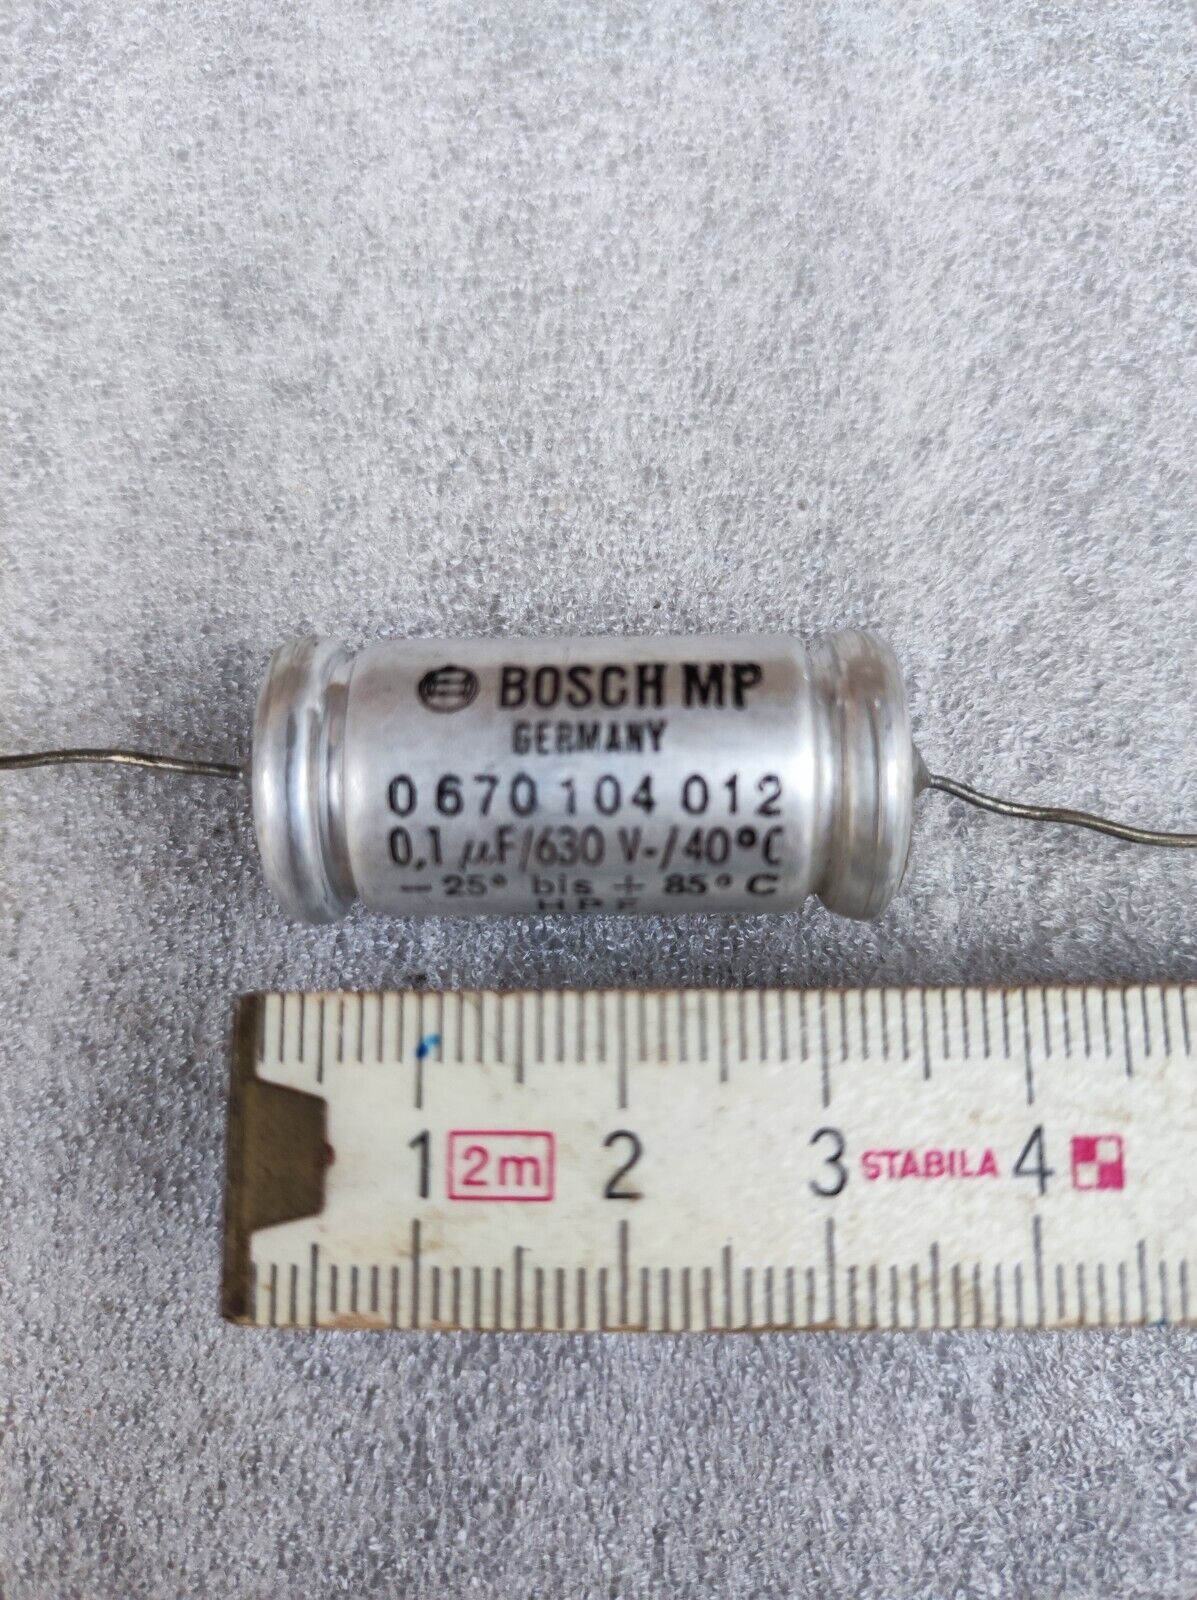 BOSCH MP
GERMANY
0 670 104 012
0,1 µF/630 V-/40°C
- 25° bis + 85° C
HPF
1 2m 2 3 STABILA 4